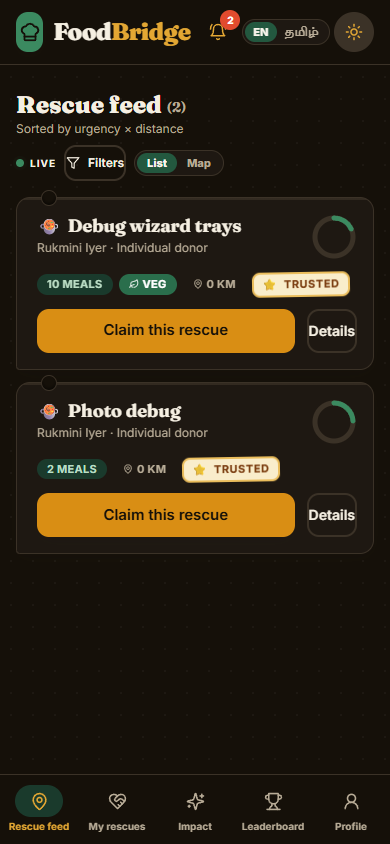 FoodBridge
2
EN
தமிழ்
Rescue feed (2)
Sorted by urgency × distance
LIVE
Filters
List
Map
Debug wizard trays
Rukmini Iyer · Individual donor
10 MEALS
VEG
0 KM
TRUSTED
Claim this rescue
Details
Photo debug
Rukmini Iyer · Individual donor
2 MEALS
0 KM
TRUSTED
Claim this rescue
Details
Rescue feed
My rescues
Impact
Leaderboard
Profile